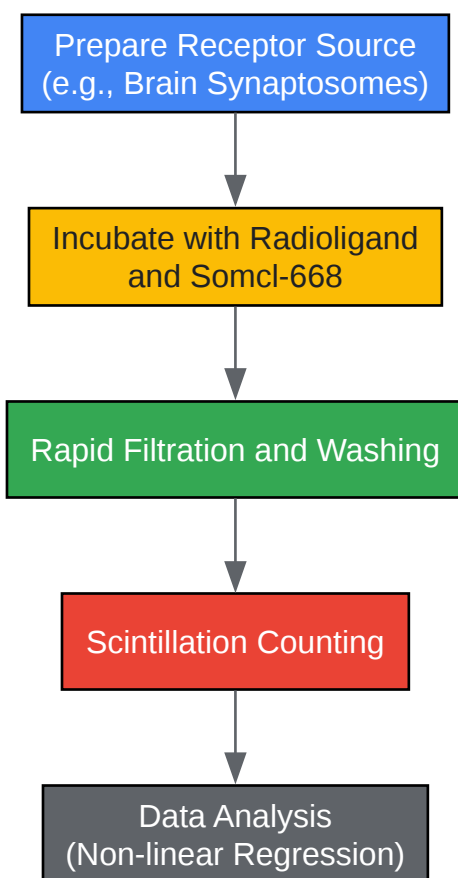 Prepare Receptor Source
(e.g., Brain Synaptosomes)
Incubate with Radioligand
and Somcl-668
Rapid Filtration and Washing
Scintillation Counting
Data Analysis
(Non-linear Regression)